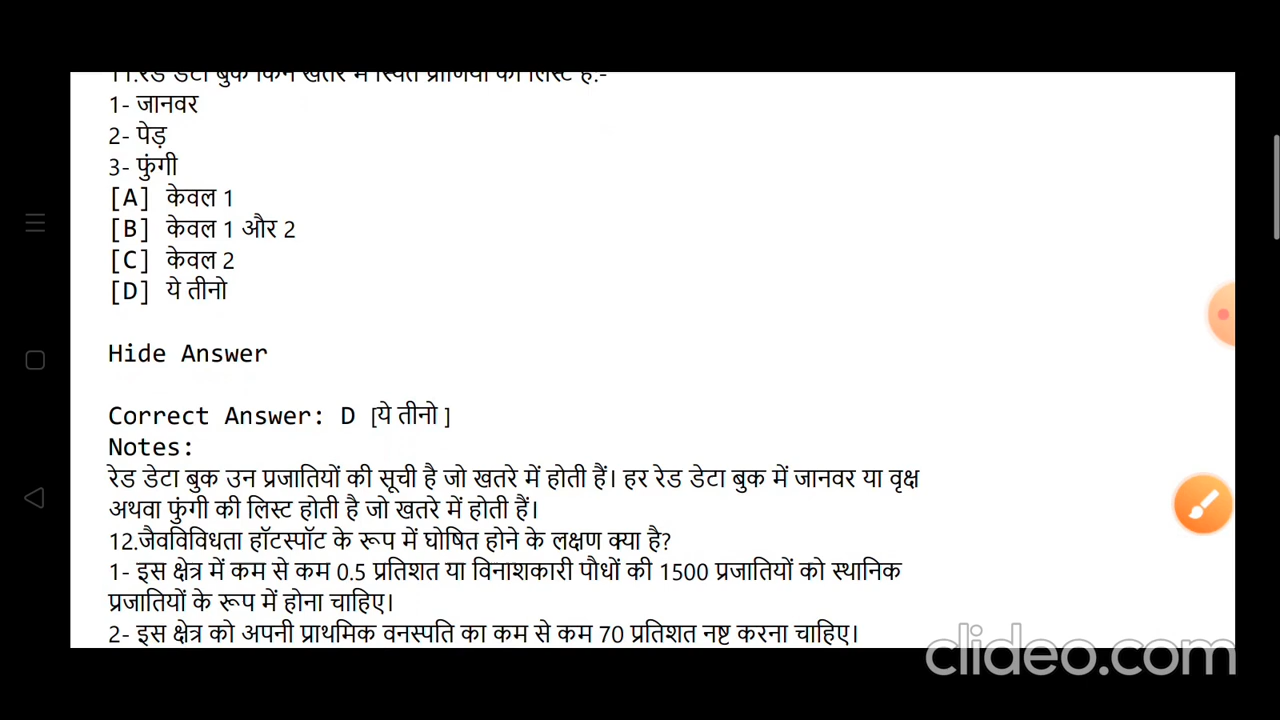 11.रेड डेटा बुक किन खतरे में स्थित प्राणियों की लिस्ट है:-
1- जानवर
2- पेड़
3- फुंगी
[A] केवल 1
[B] केवल 1 और 2
[C] केवल 2
[D] ये तीनो
Hide Answer
Correct Answer: D [ये तीनो ]
Notes:
रेड डेटा बुक उन प्रजातियों की सूची है जो खतरे में होती हैं। हर रेड डेटा बुक में जानवर या वृक्ष
अथवा फुंगी की लिस्ट होती है जो खतरे में होती हैं।
12.जैवविविधता हॉटस्पॉट के रूप में घोषित होने के लक्षण क्या है?
1- इस क्षेत्र में कम से कम 0.5 प्रतिशत या विनाशकारी पौधों की 1500 प्रजातियों को स्थानिक
प्रजातियों के रूप में होना चाहिए।
2- इस क्षेत्र को अपनी प्राथमिक वनस्पति का कम से कम 70 प्रतिशत नष्ट करना चाहिए।
clideo.com